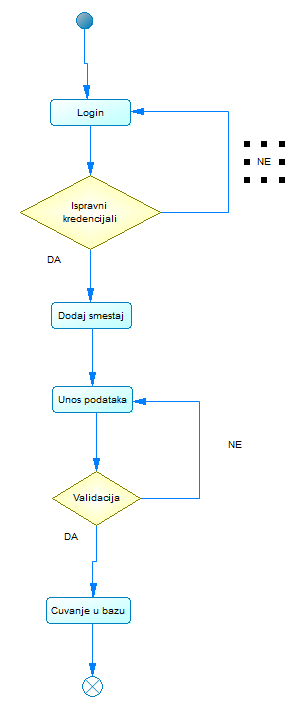 Login
NE
Ispravni
kredencijali
DA
Dodaj smestaj
Unos podataka
NE
Validacija
DA
Cuvanje u bazu